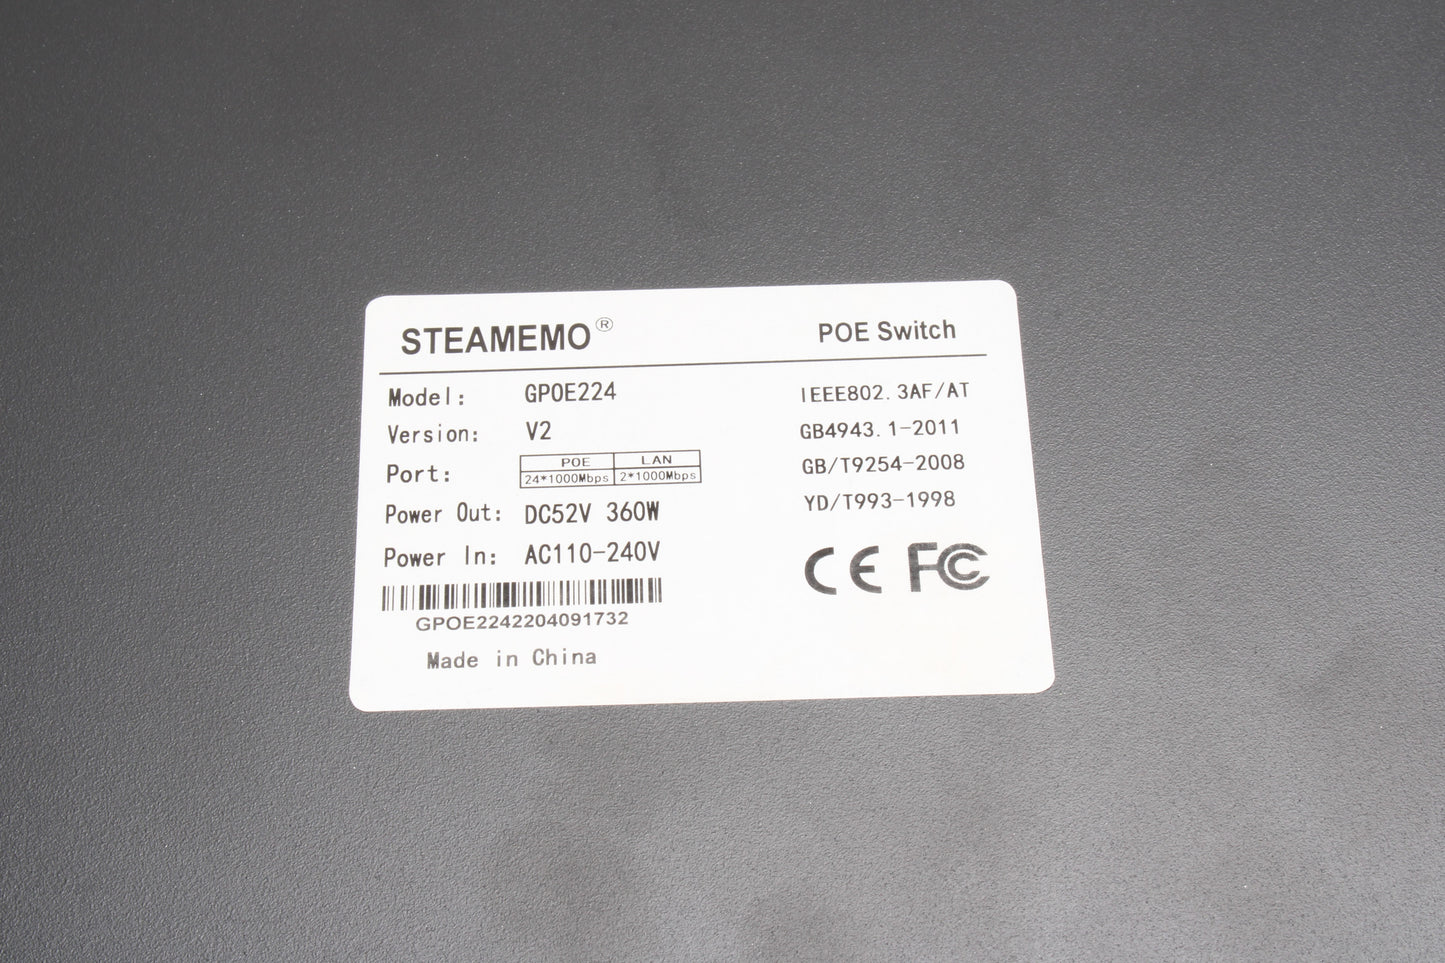 STEAMEMO® POE Switch
Model: GPOE224 IEEE802.3AF/AT
Version: V2 GB4943.1-2011
Port: POE LAN GB/T9254-2008
24*1000Mbps 2*1000Mbps
Power Out: DC52V 360W YD/T993-1998
Power In: AC110-240V CE FC
GPOE2242204091732
Made in China